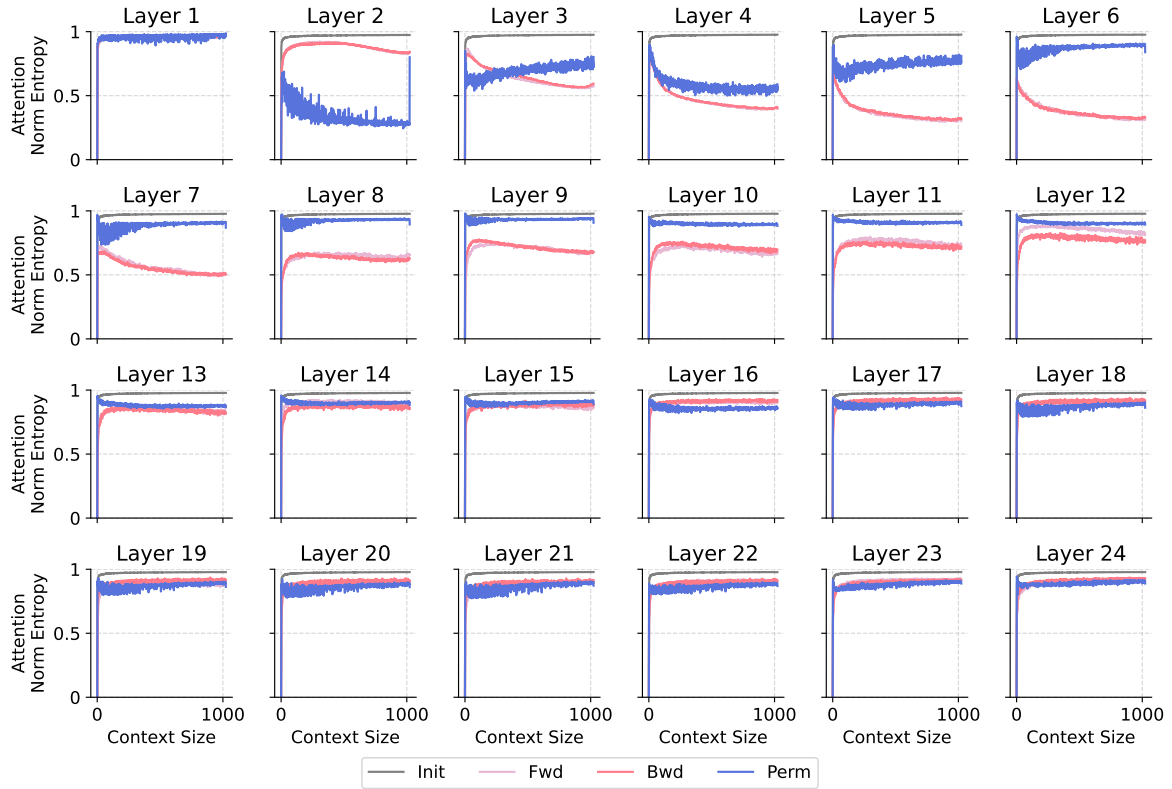 Layer 1 Layer 2 Layer 3 Layer 4 Layer 5 Layer 6
Attention
Norm Entropy
1
0.5
0
Layer 7 Layer 8 Layer 9 Layer 10 Layer 11 Layer 12
Attention
Norm Entropy
1
0.5
0
Layer 13 Layer 14 Layer 15 Layer 16 Layer 17 Layer 18
Attention
Norm Entropy
1
0.5
0
Layer 19 Layer 20 Layer 21 Layer 22 Layer 23 Layer 24
Attention
Norm Entropy
1
0.5
0
0 1000 0 1000 0 1000 0 1000 0 1000 0 1000
Context Size Context Size Context Size Context Size Context Size Context Size
Init Fwd Bwd Perm